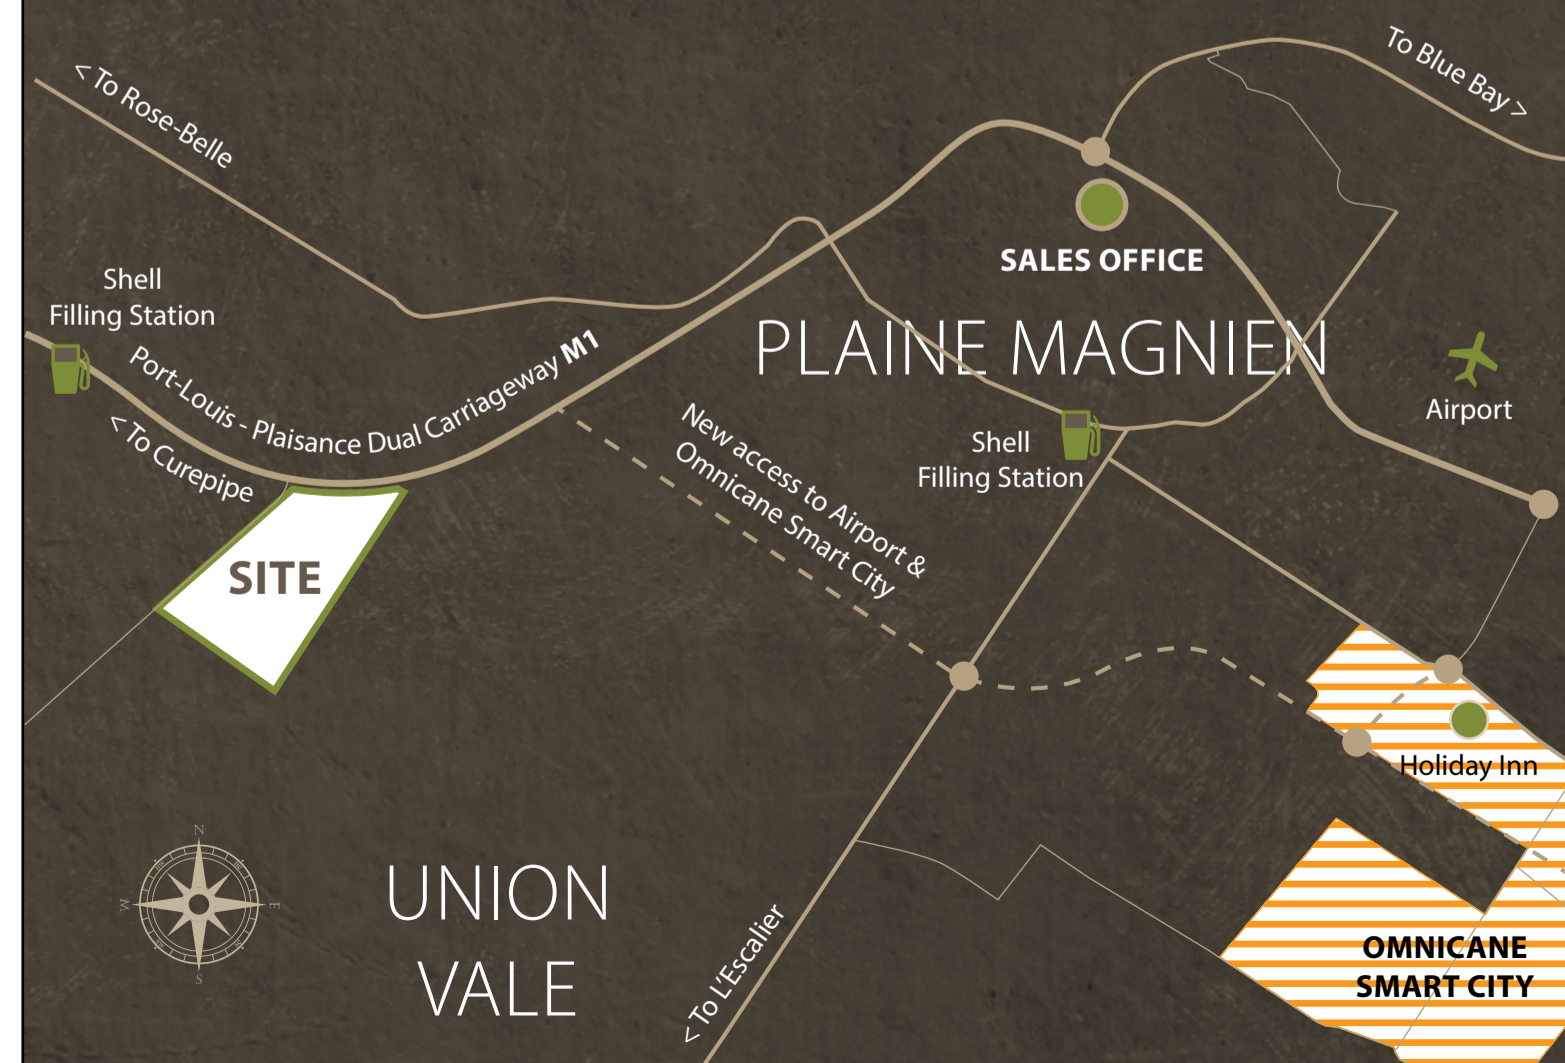 To Blue Bay >
< To Rose-Belle
SALES OFFICE
Shell
Filling Station
PLAINE MAGNIEN
Port-Louis - Plaisance Dual Carriageway M1
Airport
< To Curepipe
New access to Airport &
Omnicane Smart City
Shell
Filling Station
SITE
Holiday Inn
N
W
E
S
UNION
VALE
< To L'Escalier
OMNICANE
SMART CITY